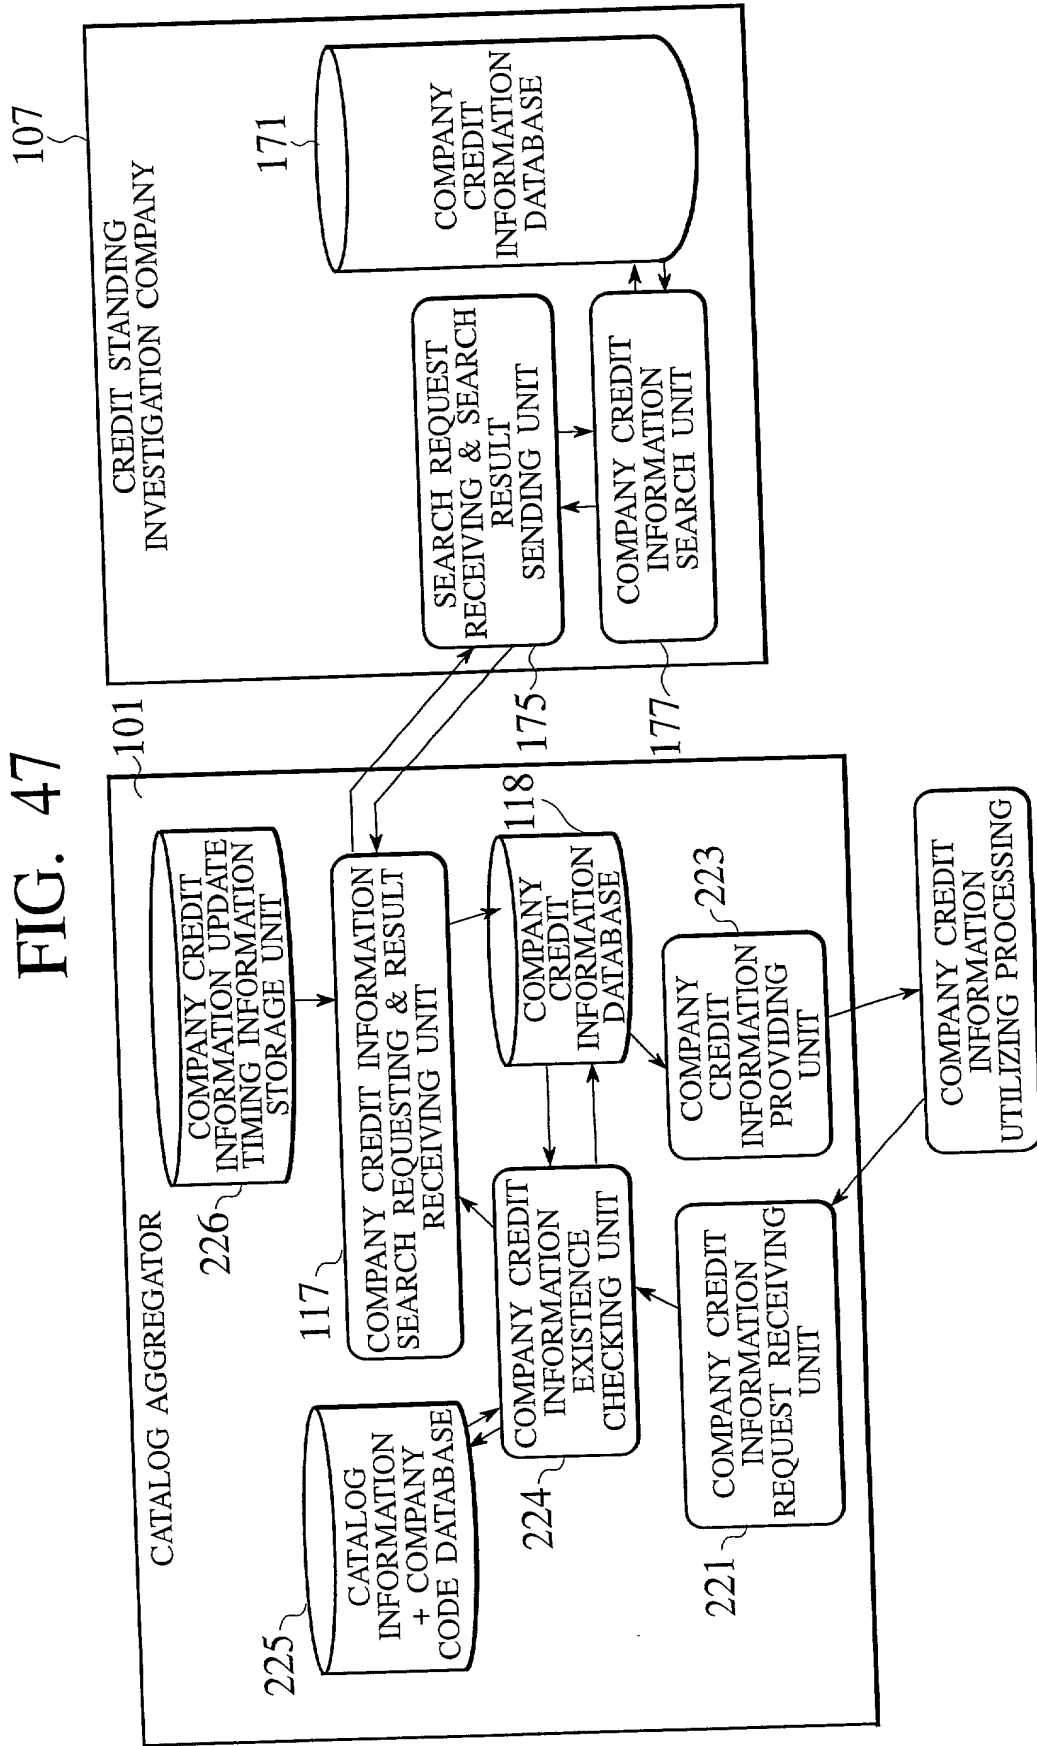 FIG. 47
CATALOG AGGREGATOR
101
225
CATALOG
INFORMATION
+ COMPANY
CODE DATABASE
226
COMPANY CREDIT
INFORMATION UPDATE
TIMING INFORMATION
STORAGE UNIT
117
COMPANY CREDIT INFORMATION
SEARCH REQUESTING & RESULT
RECEIVING UNIT
224
COMPANY CREDIT
INFORMATION
EXISTENCE
CHECKING UNIT
118
COMPANY
CREDIT
INFORMATION
DATABASE
221
COMPANY CREDIT
INFORMATION
REQUEST RECEIVING
UNIT
223
COMPANY
CREDIT
INFORMATION
PROVIDING
UNIT
COMPANY CREDIT
INFORMATION
UTILIZING PROCESSING
107
CREDIT STANDING
INVESTIGATION COMPANY
171
COMPANY
CREDIT
INFORMATION
DATABASE
175
SEARCH REQUEST
RECEIVING & SEARCH
RESULT
SENDING UNIT
177
COMPANY CREDIT
INFORMATION
SEARCH UNIT